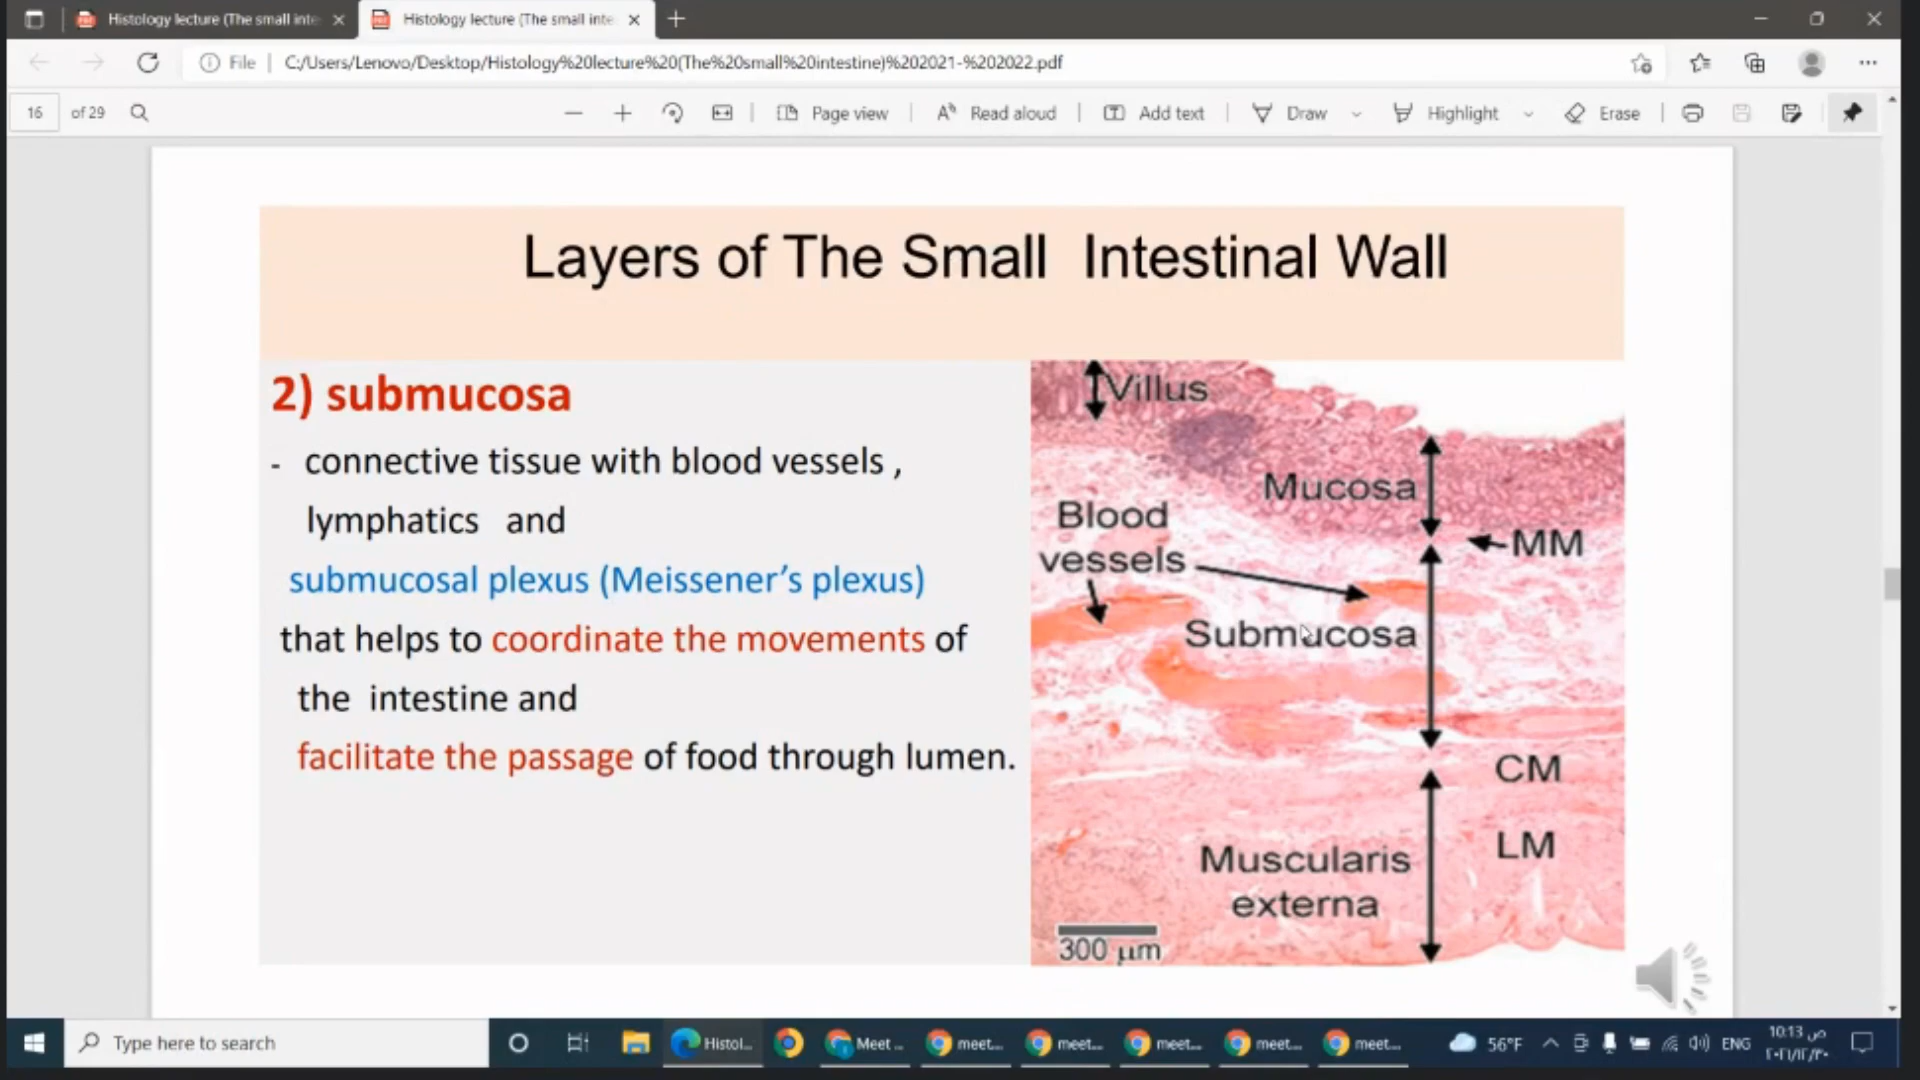 Histology lecture (The small inte
Histology lecture (The small inte
File
C:/Users/Lenovo/Desktop/Histology%20lecture%20(The%20small%20intestine)%202021-%202022.pdf
16 of 29
Page view
Read aloud
Add text
Draw
Highlight
Erase
Layers of The Small Intestinal Wall
2) submucosa
- connective tissue with blood vessels ,
lymphatics and
submucosal plexus (Meissener’s plexus)
that helps to coordinate the movements of
the intestine and
facilitate the passage of food through lumen.
Villus
Mucosa
MM
Blood
vessels
Submucosa
CM
LM
Muscularis
externa
300 µm
Type here to search
Histol...
Meet ...
meet...
meet...
meet...
meet...
meet...
56°F
ENG
10:13 ص